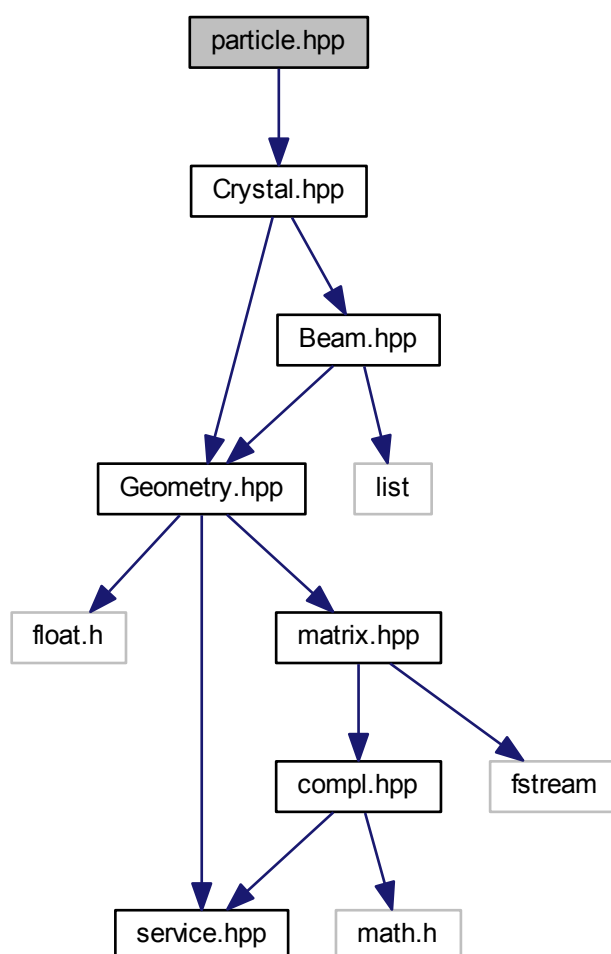 particle.hpp
Crystal.hpp
Beam.hpp
Geometry.hpp
list
float.h
matrix.hpp
compl.hpp
fstream
service.hpp
math.h